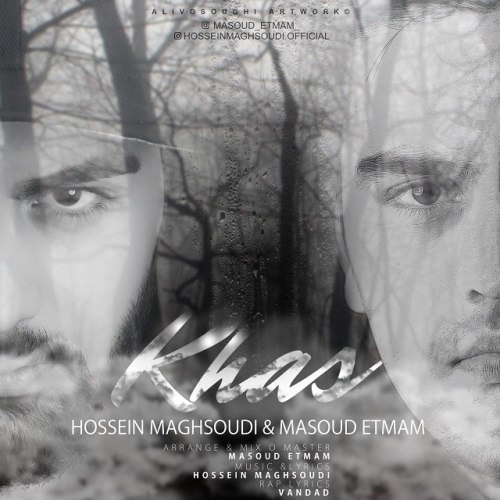 ALIVOSOUGHI ARTWORK©
MASOUD_ETMAM
HOSSEINMAGHSOUDI.OFFICIAL
Khas
HOSSEIN MAGHSOUDI & MASOUD ETMAM
ARRANGE & MIX O MASTER
MASOUD ETMAM
MUSIC &LYRICS
HOSSEIN MAGHSOUDI
RAP LYRICS
VANDAD